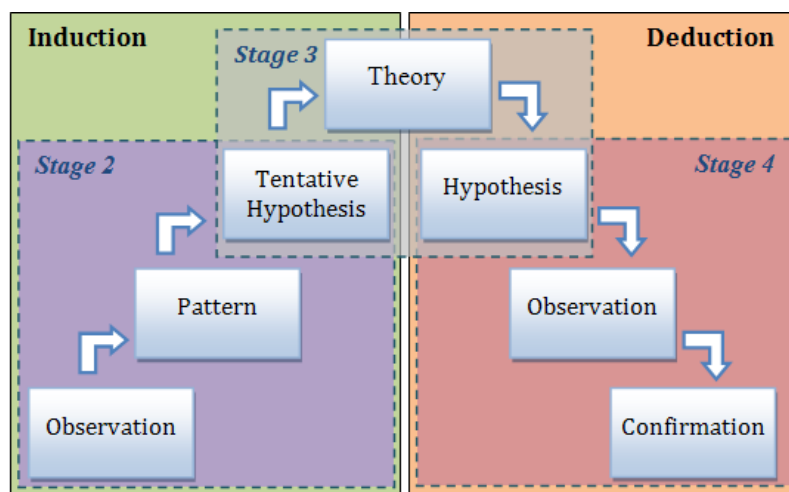 Induction
Deduction
Stage 3
Theory
Stage 2
Tentative
Hypothesis
Hypothesis
Stage 4
Pattern
Observation
Observation
Confirmation